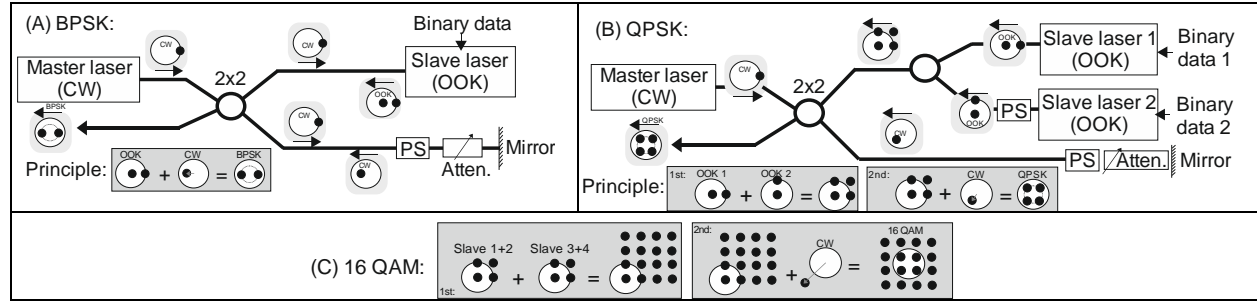 (A) BPSK:
Binary data
CW
CW
Master laser
(CW)
2x2
Slave laser
(OOK)
OOK
BPSK
CW
PS
Mirror
Atten.
CW
Principle:
OOK
CW
BPSK
+
=
(B) QPSK:
OOK
Slave laser 1
(OOK)
Binary
data 1
Master laser
(CW)
CW
2x2
OOK
PS
Slave laser 2
(OOK)
Binary
data 2
QPSK
CW
PS
Atten.
Mirror
Principle:
1st:
OOK 1
OOK 2
+
=
2nd:
CW
QPSK
+
=
(C) 16 QAM:
Slave 1+2
Slave 3+4
+
=
1st:
2nd:
CW
16 QAM
+
=